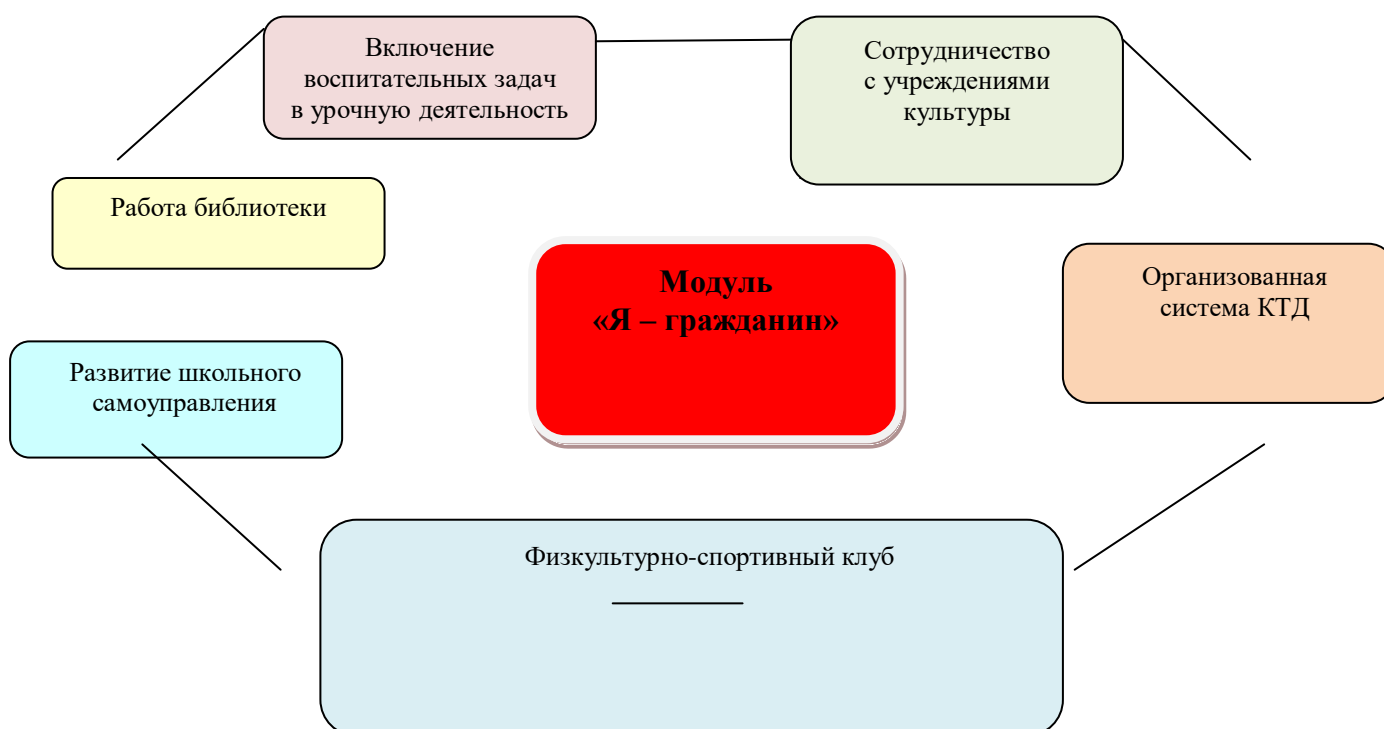 Включение
воспитательных задач
в урочную деятельность
Сотрудничество
с учреждениями
культуры
Работа библиотеки
Модуль
«Я – гражданин»
Организованная
система КТД
Развитие школьного
самоуправления
Физкультурно-спортивный клуб